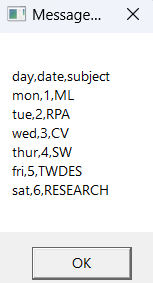 Message...
day,date,subject
mon,1,ML
tue,2,RPA
wed,3,CV
thur,4,SW
fri,5,TWDES
sat,6,RESEARCH
OK